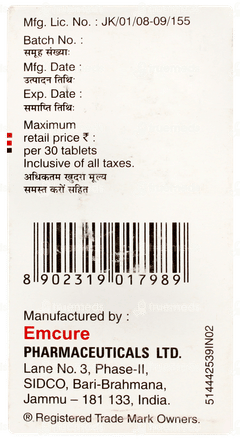 Mfg. Lic. No. : JK/01/08-09/155
Batch No. :
समूह संख्याः
Mfg. Date :
उत्पादन तिथिः
Exp. Date :
समाप्ति तिथिः
Maximum
retail price ₹ :
per 30 tablets
Inclusive of all taxes.
अधिकतम खुदरा मूल्य
समस्त करों सहित
8 902319 017989
Manufactured by :
Emcure
PHARMACEUTICALS LTD.
Lane No. 3, Phase-II,
SIDCO, Bari-Brahmana,
Jammu – 181 133, India.
® Registered Trade Mark Owners.
514442539IN02